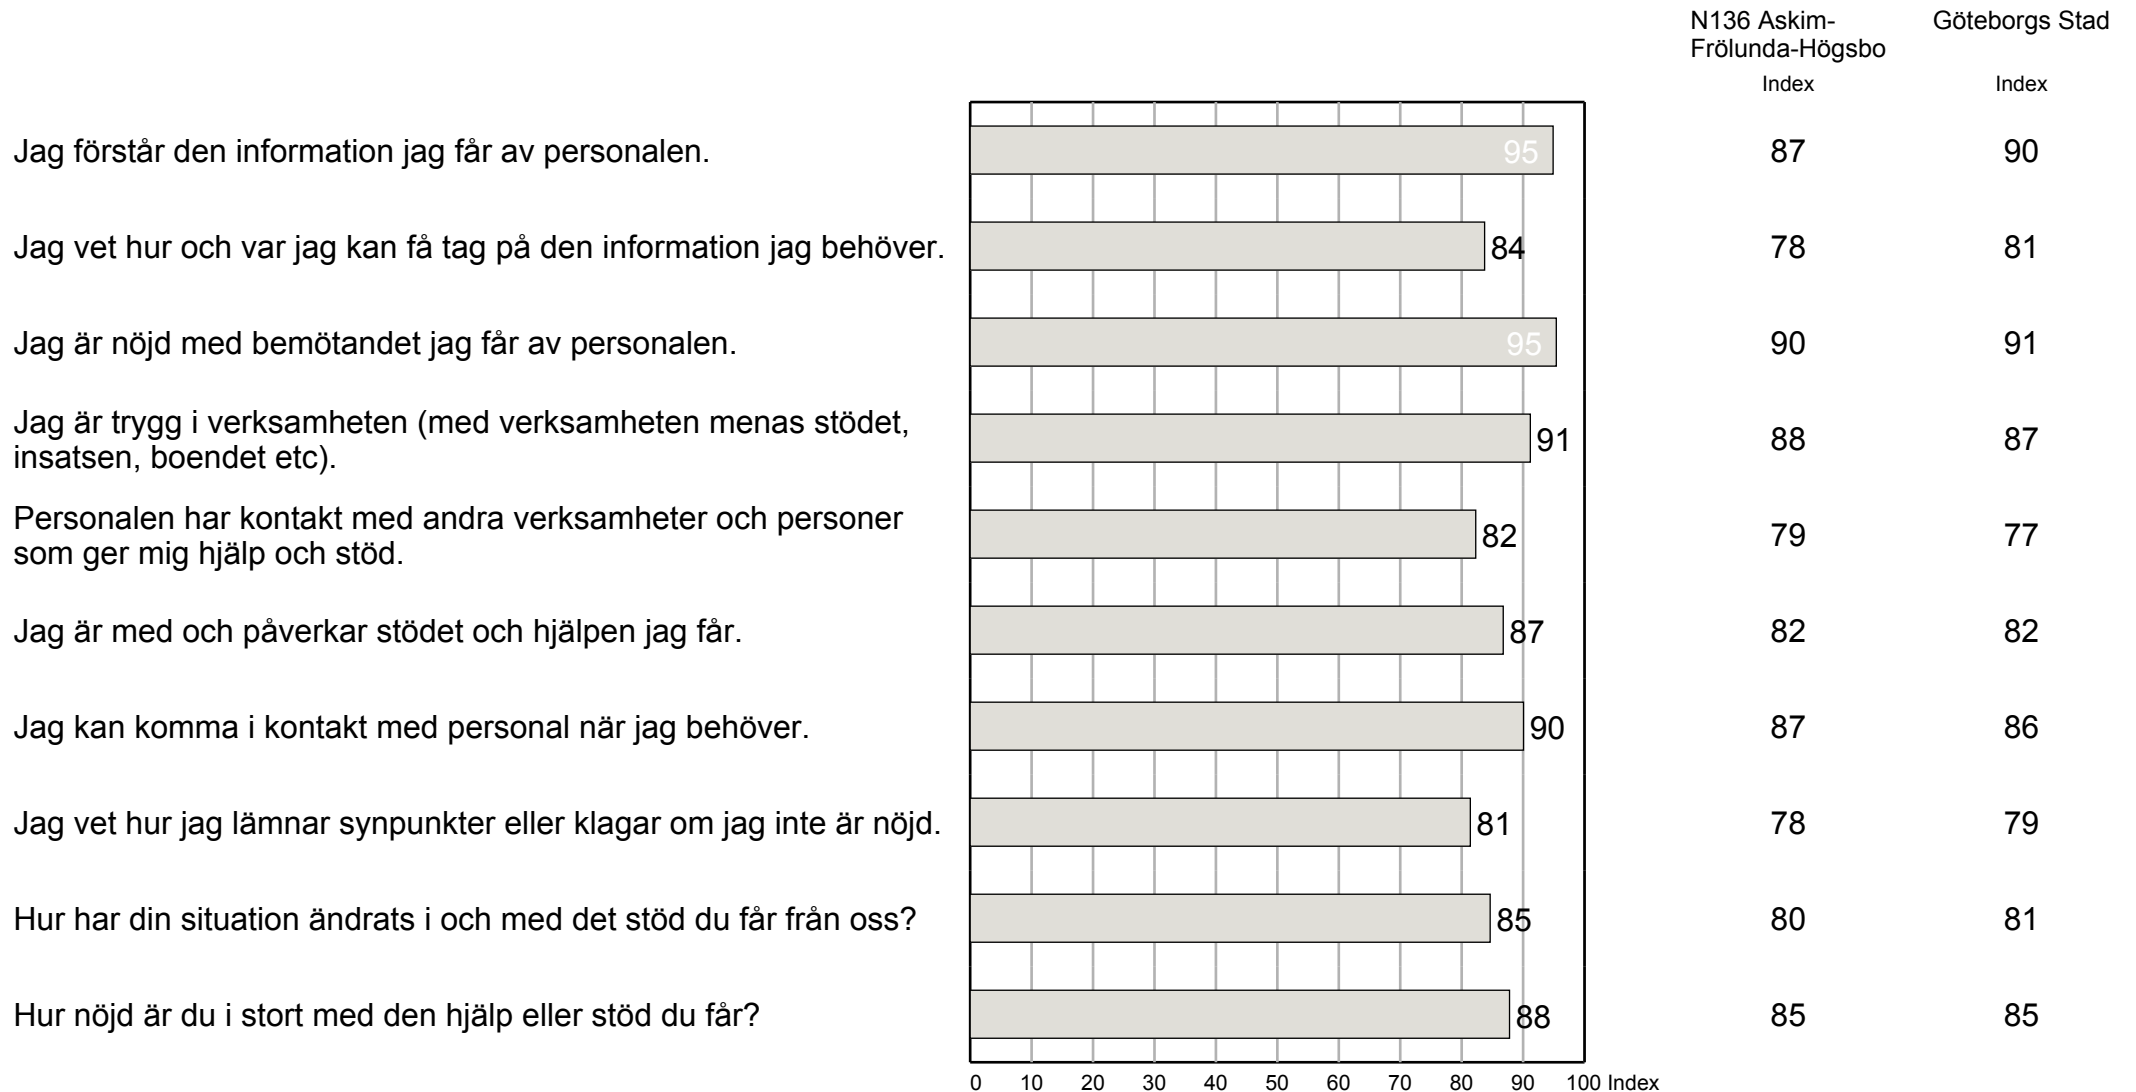 N136 Askim- Göteborgs Stad
Frölunda-Högsbo
Index Index
Jag förstår den information jag får av personalen. 95 87 90
Jag vet hur och var jag kan få tag på den information jag behöver. 84 78 81
Jag är nöjd med bemötandet jag får av personalen. 95 90 91
Jag är trygg i verksamheten (med verksamheten menas stödet,
insatsen, boendet etc). 91 88 87
Personalen har kontakt med andra verksamheter och personer
som ger mig hjälp och stöd. 82 79 77
Jag är med och påverkar stödet och hjälpen jag får. 87 82 82
Jag kan komma i kontakt med personal när jag behöver. 90 87 86
Jag vet hur jag lämnar synpunkter eller klagar om jag inte är nöjd. 81 78 79
Hur har din situation ändrats i och med det stöd du får från oss? 85 80 81
Hur nöjd är du i stort med den hjälp eller stöd du får? 88 85 85
0 10 20 30 40 50 60 70 80 90 100 Index